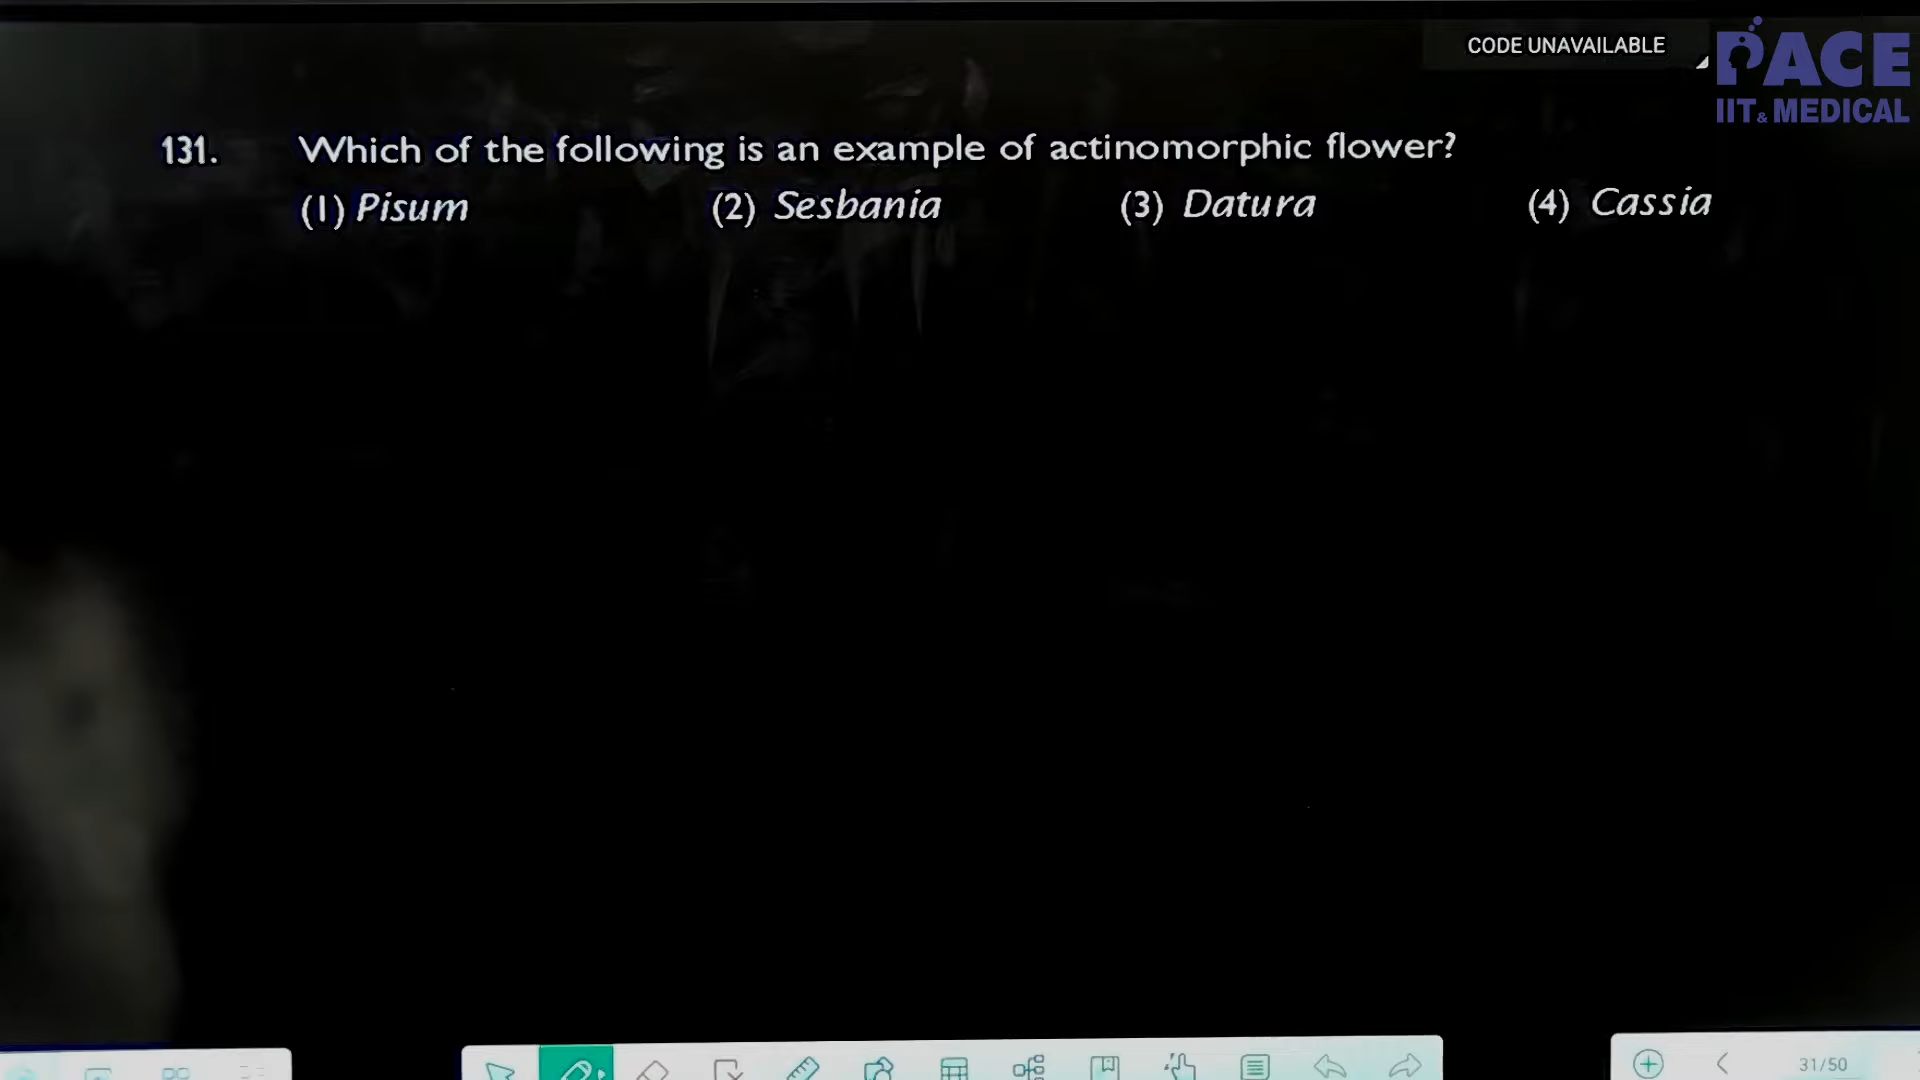 CODE UNAVAILABLE
PACE
IIT & MEDICAL
131. Which of the following is an example of actinomorphic flower?
(1) Pisum (2) Sesbania (3) Datura (4) Cassia
31/50